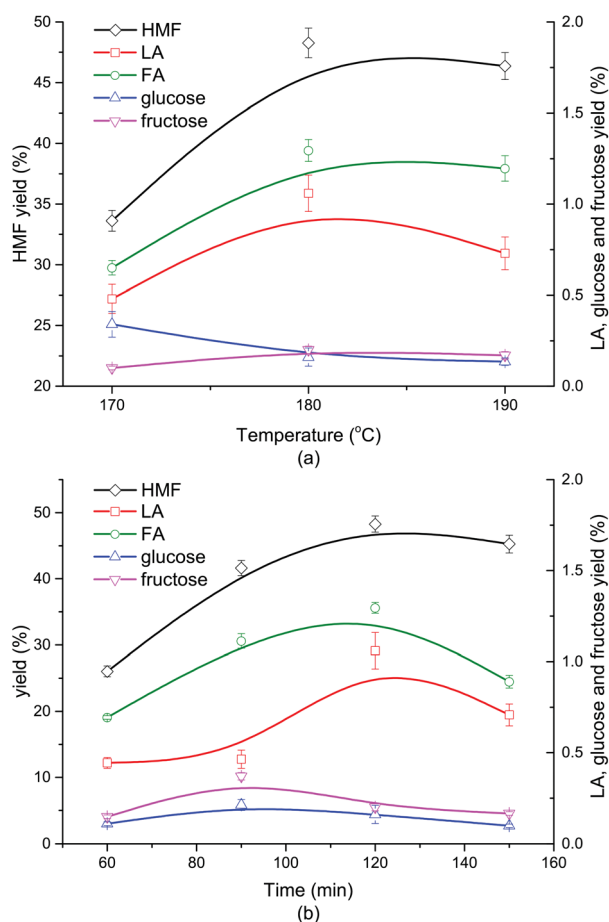 50
45
40
35
30
25
20
HMF yield (%)
HMF
LA
FA
glucose
fructose
2.0
1.5
1.0
0.5
0.0
LA, glucose and fructose yield (%)
170
180
190
Temperature (°C)
(a)
50
40
30
20
10
0
yield (%)
HMF
LA
FA
glucose
fructose
2.0
1.5
1.0
0.5
0.0
LA, glucose and fructose yield (%)
60
80
100
120
140
160
Time (min)
(b)